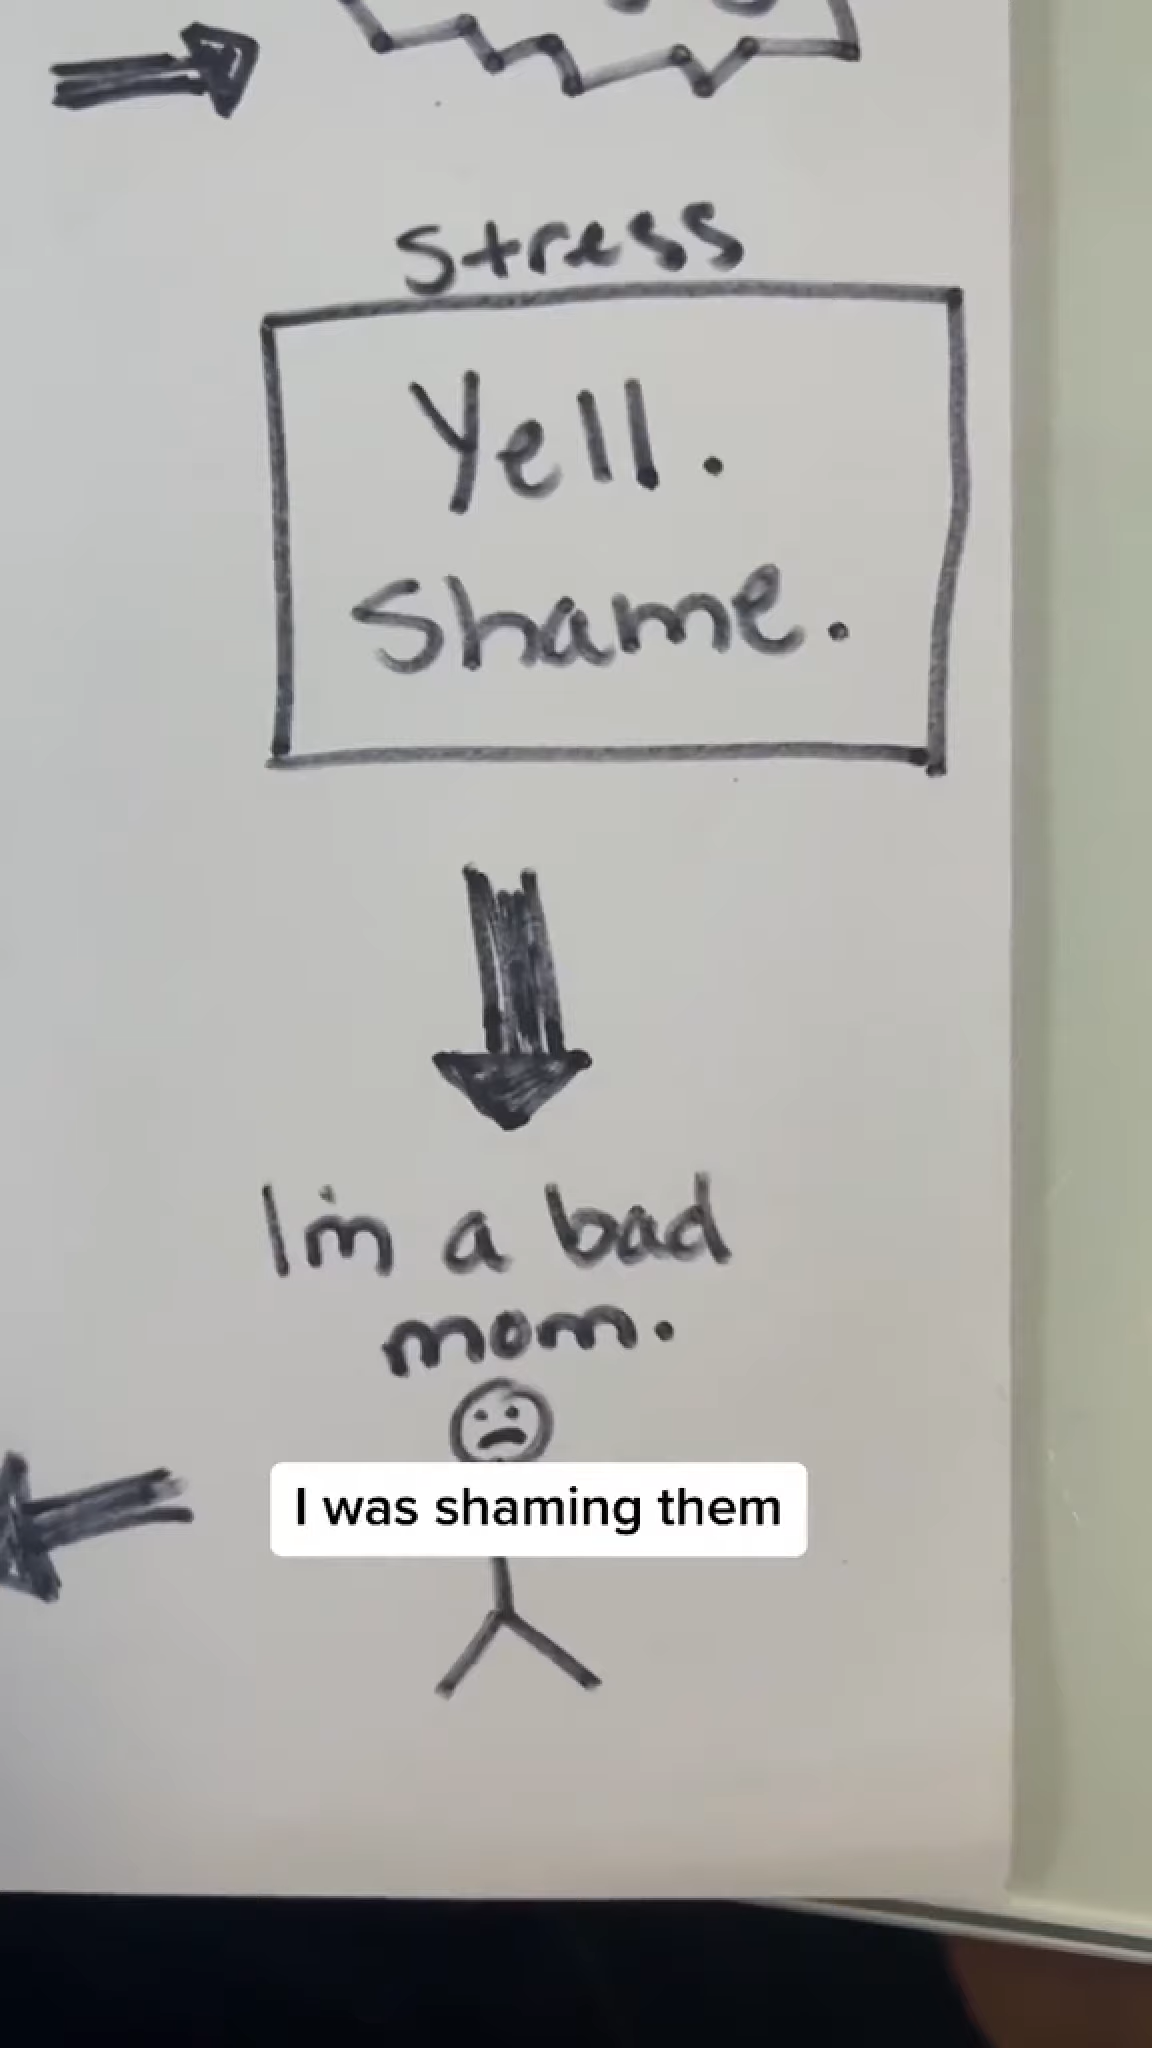 Stress
Yell.
Shame.
I'm a bad
mom.
I was shaming them